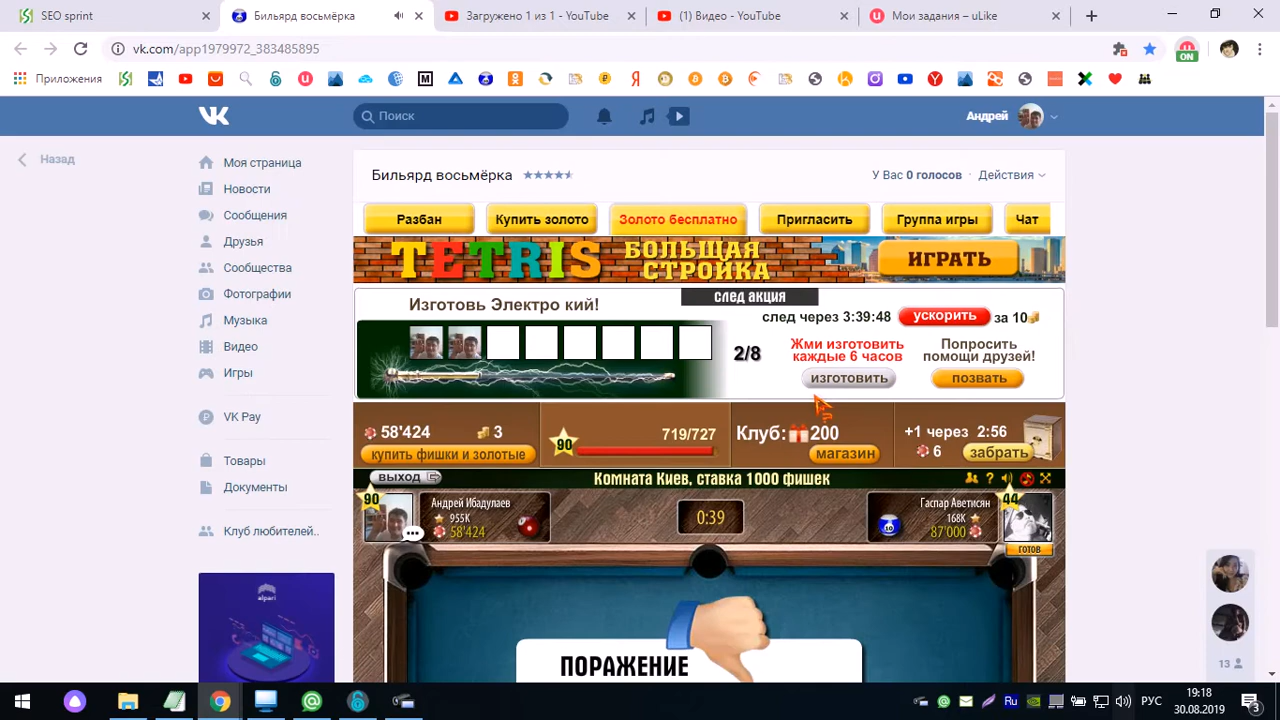 SEO sprint
Бильярд восьмёрка
Загружено 1 из 1 - YouTube
(1) Видео - YouTube
Мои задания – uLike
vk.com/app1979972_383485895
ON
Приложения
Поиск
Андрей
Назад
Моя страница
Новости
Сообщения
Друзья
Сообщества
Фотографии
Музыка
Видео
Игры
VK Pay
Товары
Документы
Клуб любителей..
alpari
Бильярд восьмёрка
У Вас 0 голосов · Действия
Разбан
Купить золото
Золото бесплатно
Пригласить
Группа игры
Чат
TETRIS
БОЛЬШАЯ
СТРОЙКА
ИГРАТЬ
Изготовь Электро кий!
след акция
след через 3:39:48
ускорить
за 10
2/8
Жми изготовить
каждые 6 часов
изготовить
Попросить
помощи друзей!
позвать
58'424
3
купить фишки и золотые
90
719/727
Клуб: 200
магазин
+1 через 2:56
6
забрать
выход
Комната Киев, ставка 1000 фишек
90
Андрей Ибадулаев
955K
58'424
0:39
Гаспар Аветисян
168K
87'000
10
44
готов
ПОРАЖЕНИЕ
13
Ru
РУС
19:18
30.08.2019
3